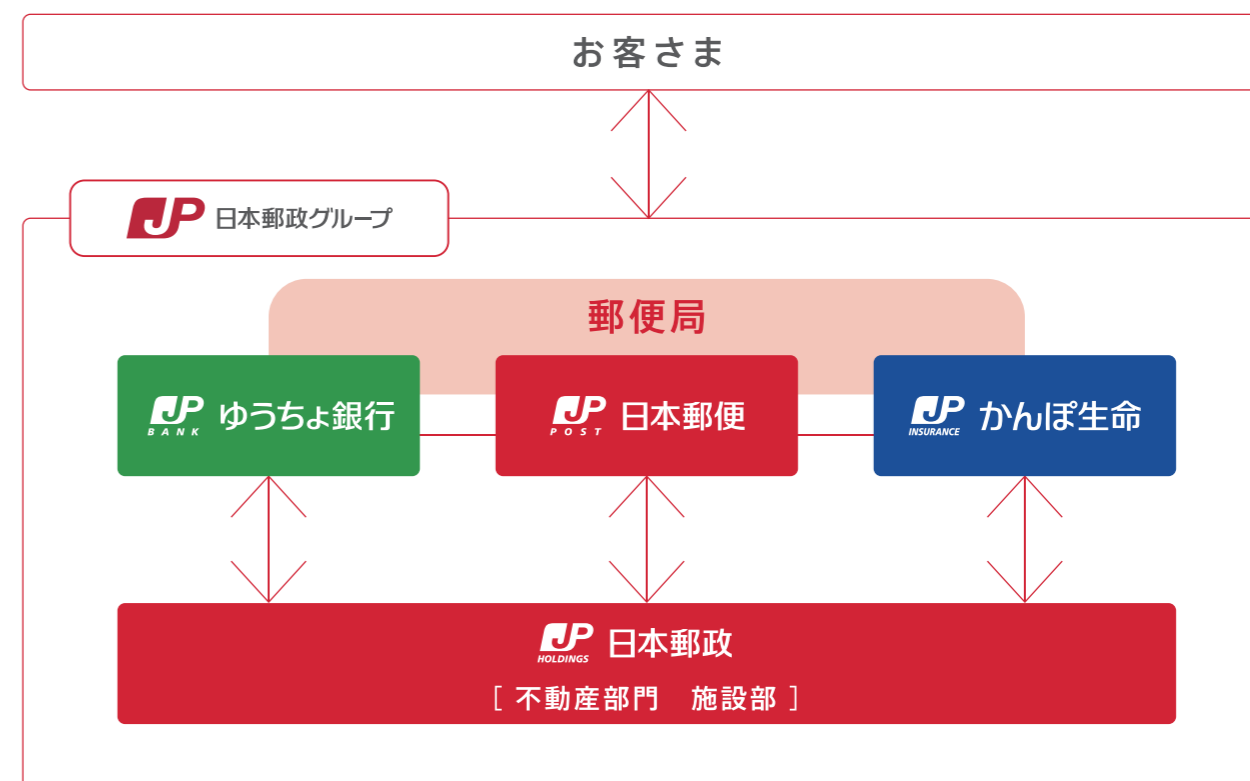 お客さま
JP 日本郵政グループ
郵便局
JP BANK ゆうちょ銀行
JP POST 日本郵便
JP INSURANCE かんぽ生命
JP HOLDINGS 日本郵政
[ 不動産部門　施設部 ]